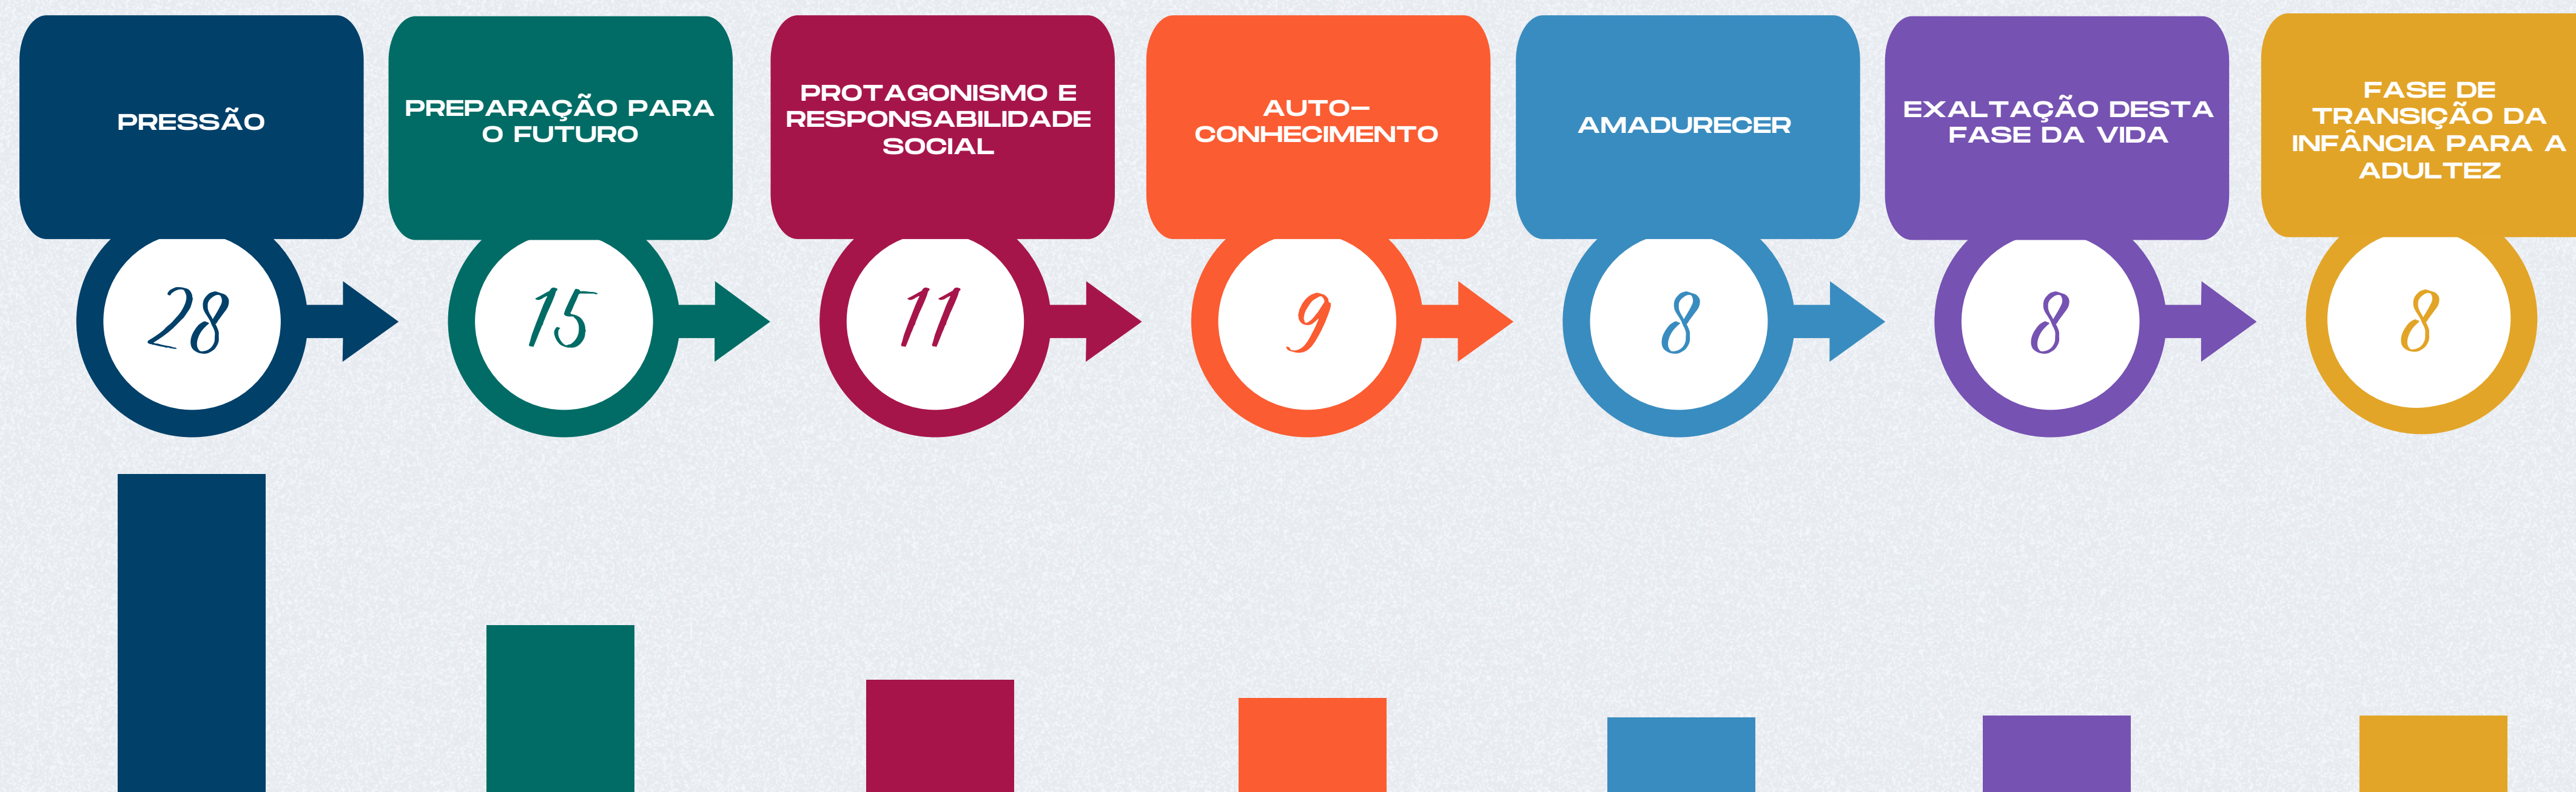 PRESSÃO
28
PREPARAÇÃO PARA
O FUTURO
15
PROTAGONISMO E
RESPONSABILIDADE
SOCIAL
11
AUTO-
CONHECIMENTO
9
AMADURECER
8
EXALTAÇÃO DESTA
FASE DA VIDA
8
FASE DE
TRANSIÇÃO DA
INFÂNCIA PARA A
ADULTEZ
8